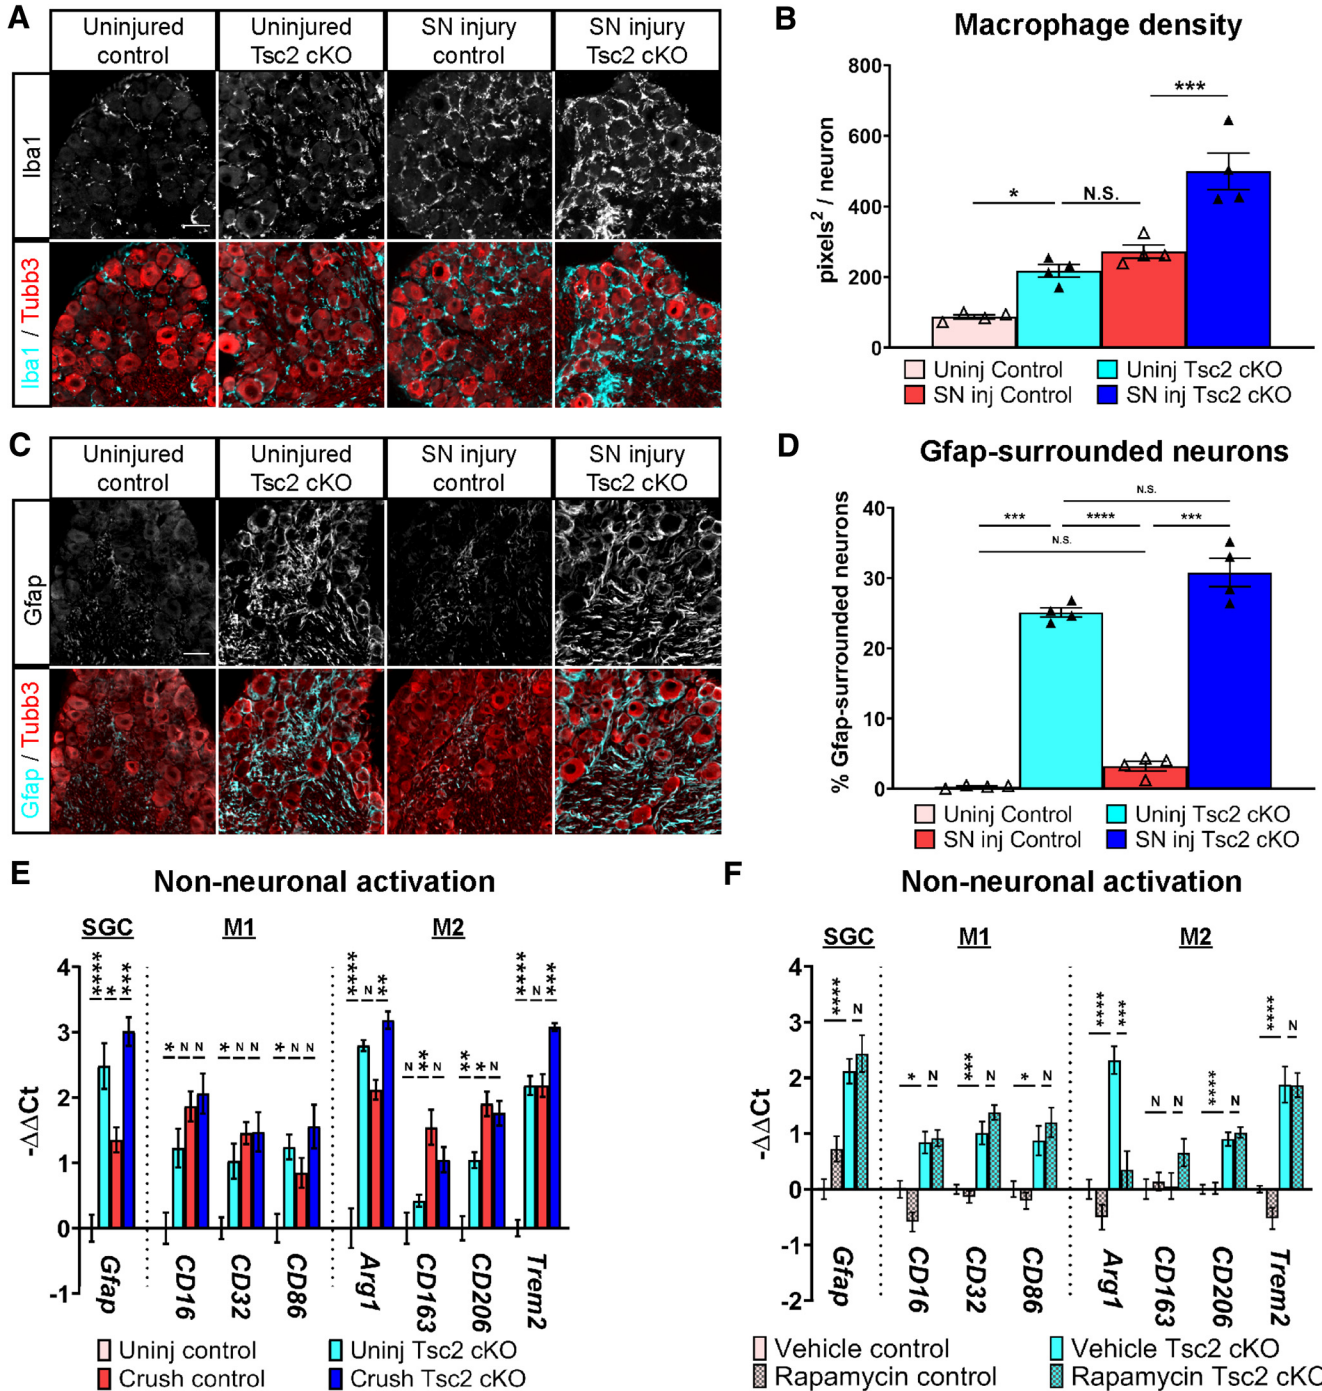 A
Uninjured control
Uninjured Tsc2 cKO
SN injury control
SN injury Tsc2 cKO
Iba1
Iba1 / Tubb3
B
Macrophage density
pixels² / neuron
800
600
400
200
0
*
N.S.
***
Uninj Control
Uninj Tsc2 cKO
SN inj Control
SN inj Tsc2 cKO
C
Uninjured control
Uninjured Tsc2 cKO
SN injury control
SN injury Tsc2 cKO
Gfap
Gfap / Tubb3
D
Gfap-surrounded neurons
% Gfap-surrounded neurons
40
30
20
10
0
N.S.
*** **** ***
N.S.
Uninj Control
Uninj Tsc2 cKO
SN inj Control
SN inj Tsc2 cKO
E
Non-neuronal activation
SGC M1 M2
-ΔΔCt
4
3
2
1
0
-1
**** * ***
* N N
* N N
* N N
**** N **
N ** N
** * N
**** N ***
Gfap CD16 CD32 CD86 Arg1 CD163 CD206 Trem2
Uninj control
Uninj Tsc2 cKO
Crush control
Crush Tsc2 cKO
F
Non-neuronal activation
SGC M1 M2
-ΔΔCt
4
3
2
1
0
-1
-2
**** N
* N
*** N
* N
**** ***
N N
**** N
**** N
Gfap CD16 CD32 CD86 Arg1 CD163 CD206 Trem2
Vehicle control
Vehicle Tsc2 cKO
Rapamycin control
Rapamycin Tsc2 cKO